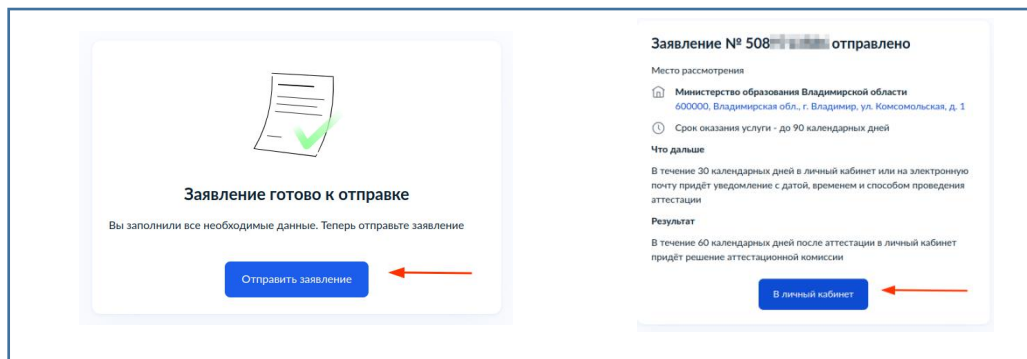 Заявление готово к отправке
Вы заполнили все необходимые данные. Теперь отправьте заявление
Отправить заявление
Заявление № 508 отправлено
Место рассмотрения
Министерство образования Владимирской области
600000, Владимирская обл., г. Владимир, ул. Комсомольская, д. 1
Срок оказания услуги - до 90 календарных дней
Что дальше
В течение 30 календарных дней в личный кабинет или на электронную
почту придёт уведомление с датой, временем и способом проведения
аттестации
Результат
В течение 60 календарных дней после аттестации в личный кабинет
придёт решение аттестационной комиссии
В личный кабинет